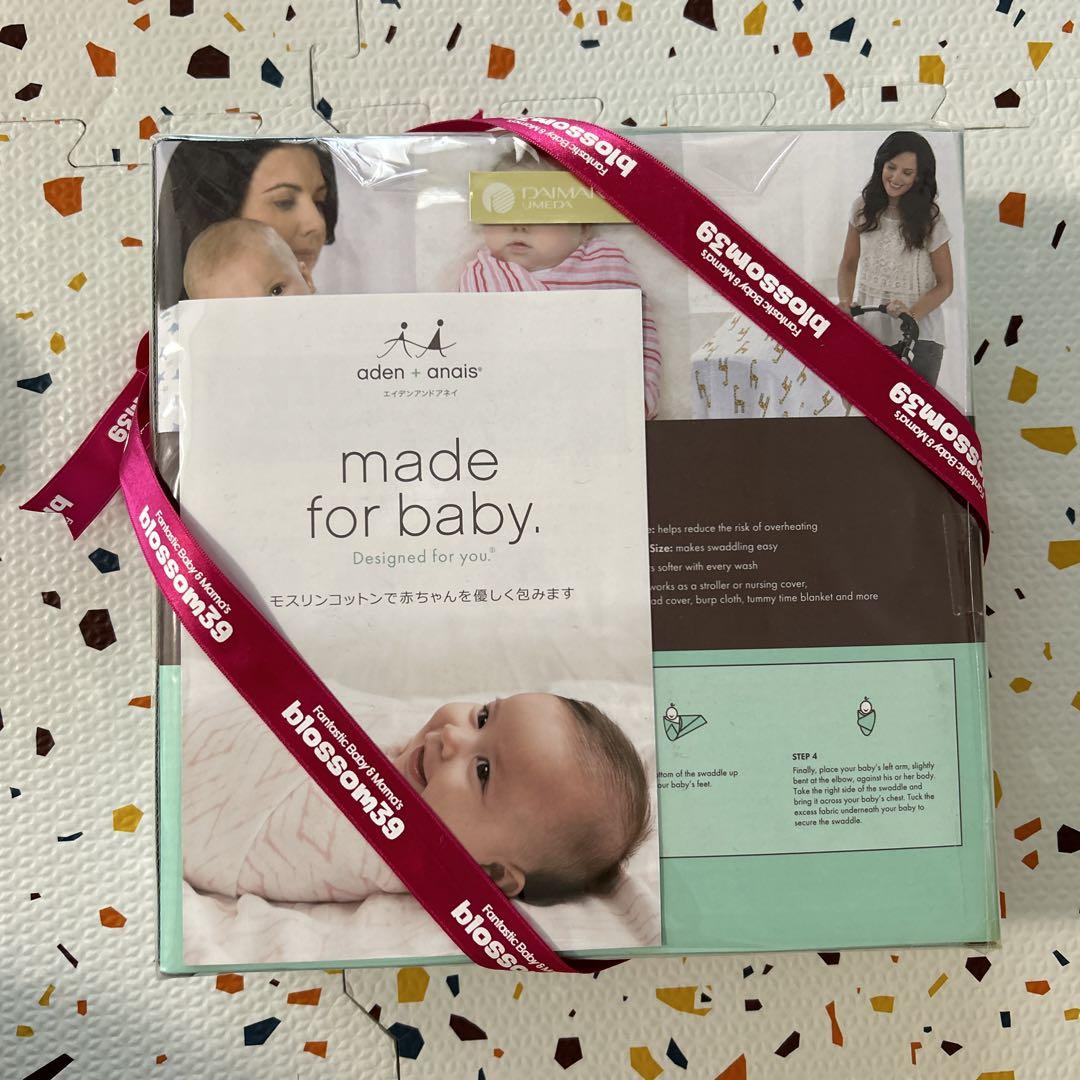 DAIMA
UMEDA
Fantastic Baby & Mama's
blossom39
Fantastic Baby & Mama's
blossom39
Fantastic Baby & Mama's
blossom39
aden + anais®
エイデンアンドアネイ
made
for baby.
Designed for you.®
モスリンコットンで赤ちゃんを優しく包みます
helps reduce the risk of overheating
Size: makes swaddling easy
softer with every wash
works as a stroller or nursing cover,
cover, burp cloth, tummy time blanket and more
39
Fantastic Baby & Mama's
blossom39
Fantastic Baby & Mama's
blossom39
Fantastic Baby & M
bloss
of the swaddle up
baby's feet.
STEP 4
Finally, place your baby's left arm, slightly
bent at the elbow, against his or her body.
Take the right side of the swaddle and
bring it across your baby's chest. Tuck the
excess fabric underneath your baby to
secure the swaddle.